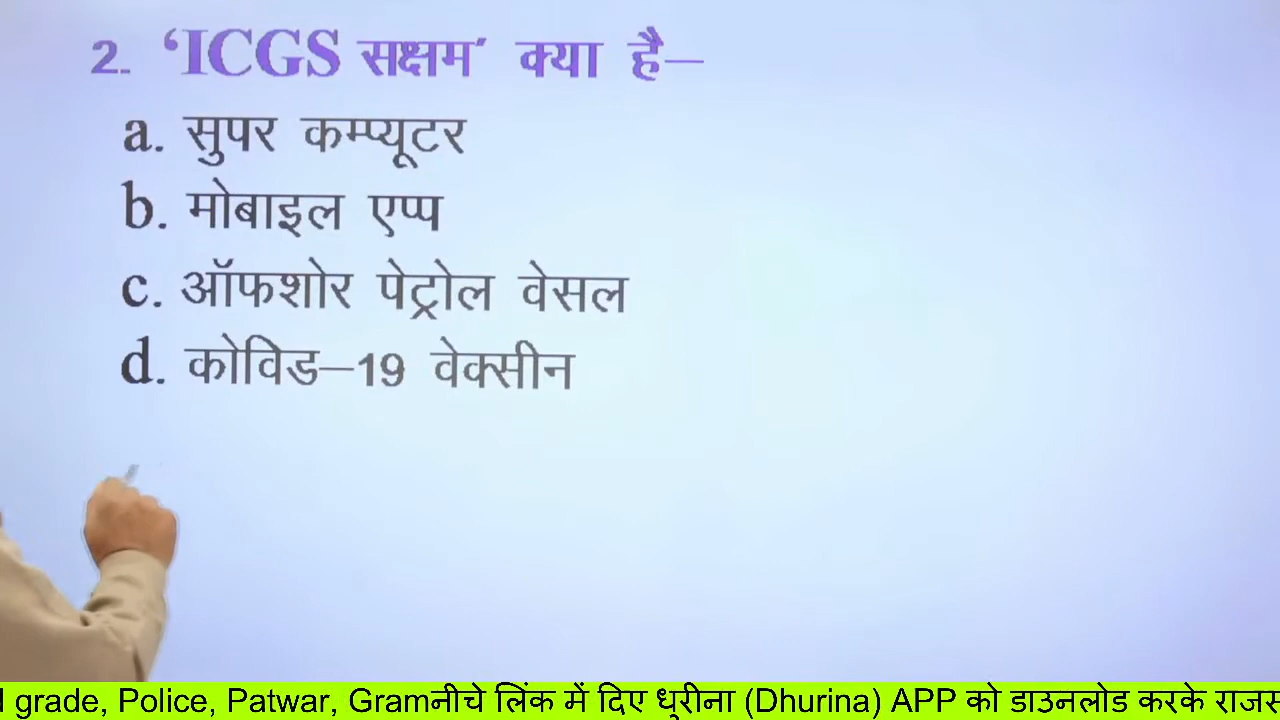 2. ‘ICGS सक्षम’ क्या है–
a. सुपर कम्प्यूटर
b. मोबाइल एप्प
c. ऑफशोर पेट्रोल वेसल
d. कोविड–19 वेक्सीन
grade, Police, Patwar, Gramनीचे लिंक में दिए धुरीना (Dhurina) APP को डाउनलोड करके